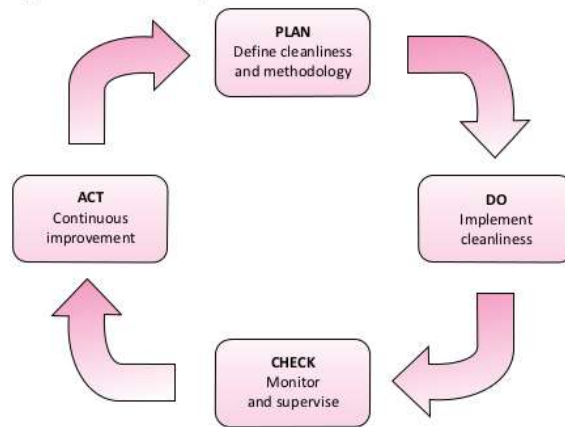 PLAN
Define cleanliness
and methodology
ACT
Continuous
improvement
DO
Implement
cleanliness
CHECK
Monitor
and supervise